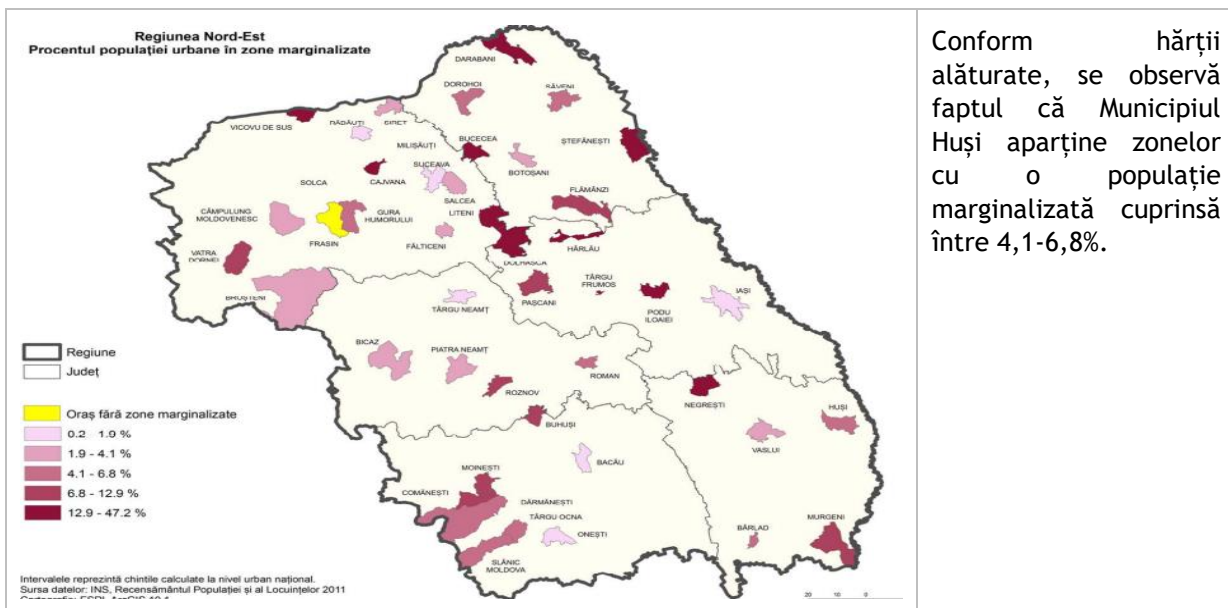 Regiunea Nord-Est
Procentul populației urbane în zone marginalizate
DARABANI
DOROHOI
SĂVENI
VICOVU DE SUS
RĂDĂUȚI
SIRET
MILIȘĂUȚI
BUCECEA
ȘTEFĂNEȘTI
SUCEAVA
BOTOȘANI
SOLCA
CAJVANA
SALCEA
FLĂMÂNZI
CÂMPULUNG
MOLDOVENESC
GURA
HUMORULUI
LITENI
FRASIN
FĂLTICENI
HÂRLĂU
VATRA
DORNEI
DOLHASCA
TÂRGU
FRUMOS
PAȘCANI
IAȘI
BROȘTENI
TÂRGU NEAMȚ
PODU
ILOAIEI
BICAZ
PIATRA NEAMȚ
ROMAN
ROZNOV
NEGREȘTI
HUȘI
BUHUȘI
VASLUI
BACĂU
MOINEȘTI
COMĂNEȘTI
DĂRMĂNEȘTI
TÂRGU OCNA
ONEȘTI
BÂRLAD
MURGENI
SLĂNIC
MOLDOVA
Regiune
Județ
Oraș fără zone marginalizate
0.2 - 1.9 %
1.9 - 4.1 %
4.1 - 6.8 %
6.8 - 12.9 %
12.9 - 47.2 %
Intervalele reprezintă chintile calculate la nivel urban național.
Sursa datelor: INS, Recensământul Populației și al Locuințelor 2011
Cartografia: ESRI, ArcGIS 10.1
20 10 0
Conform hărții
alăturate, se observă
faptul că Municipiul
Huși aparține zonelor
cu o populație
marginalizată cuprinsă
între 4,1-6,8%.